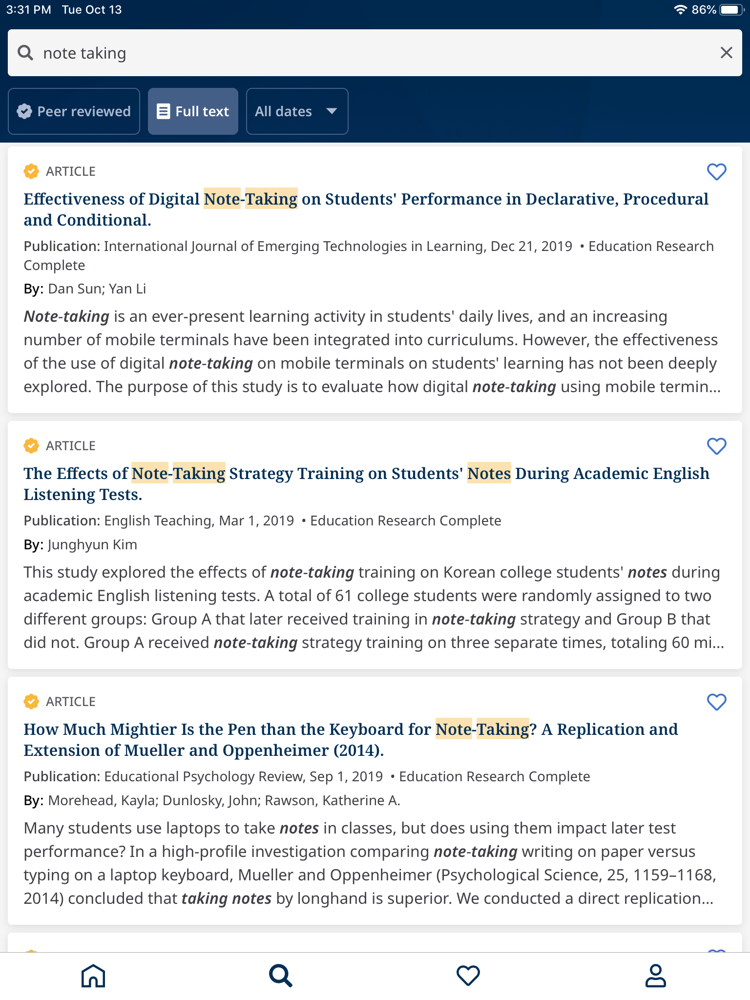 3:31 PM Tue Oct 13 86%
note taking
Peer reviewed Full text All dates
ARTICLE
Effectiveness of Digital Note-Taking on Students' Performance in Declarative, Procedural
and Conditional.
Publication: International Journal of Emerging Technologies in Learning, Dec 21, 2019 • Education Research
Complete
By: Dan Sun; Yan Li
Note-taking is an ever-present learning activity in students' daily lives, and an increasing
number of mobile terminals have been integrated into curriculums. However, the effectiveness
of the use of digital note-taking on mobile terminals on students' learning has not been deeply
explored. The purpose of this study is to evaluate how digital note-taking using mobile termin...
ARTICLE
The Effects of Note-Taking Strategy Training on Students' Notes During Academic English
Listening Tests.
Publication: English Teaching, Mar 1, 2019 • Education Research Complete
By: Junghyun Kim
This study explored the effects of note-taking training on Korean college students' notes during
academic English listening tests. A total of 61 college students were randomly assigned to two
different groups: Group A that later received training in note-taking strategy and Group B that
did not. Group A received note-taking strategy training on three separate times, totaling 60 mi...
ARTICLE
How Much Mightier Is the Pen than the Keyboard for Note-Taking? A Replication and
Extension of Mueller and Oppenheimer (2014).
Publication: Educational Psychology Review, Sep 1, 2019 • Education Research Complete
By: Morehead, Kayla; Dunlosky, John; Rawson, Katherine A.
Many students use laptops to take notes in classes, but does using them impact later test
performance? In a high-profile investigation comparing note-taking writing on paper versus
typing on a laptop keyboard, Mueller and Oppenheimer (Psychological Science, 25, 1159–1168,
2014) concluded that taking notes by longhand is superior. We conducted a direct replication...